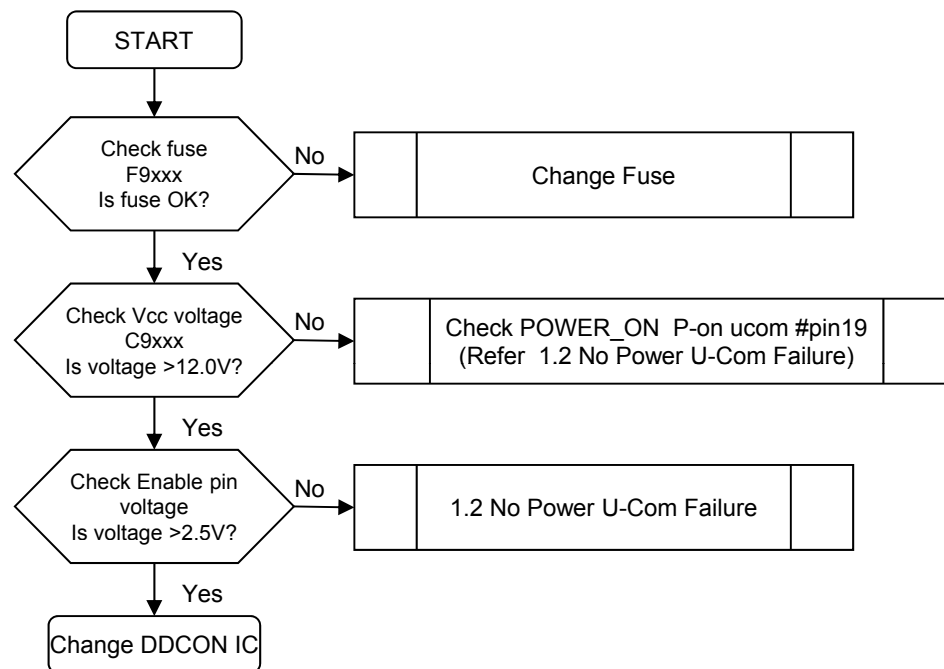 START
Check fuse
F9xxx
Is fuse OK?
No
Change Fuse
Yes
Check Vcc voltage
C9xxx
Is voltage >12.0V?
No
Check POWER_ON P-on ucom #pin19
(Refer 1.2 No Power U-Com Failure)
Yes
Check Enable pin
voltage
Is voltage >2.5V?
No
1.2 No Power U-Com Failure
Yes
Change DDCON IC